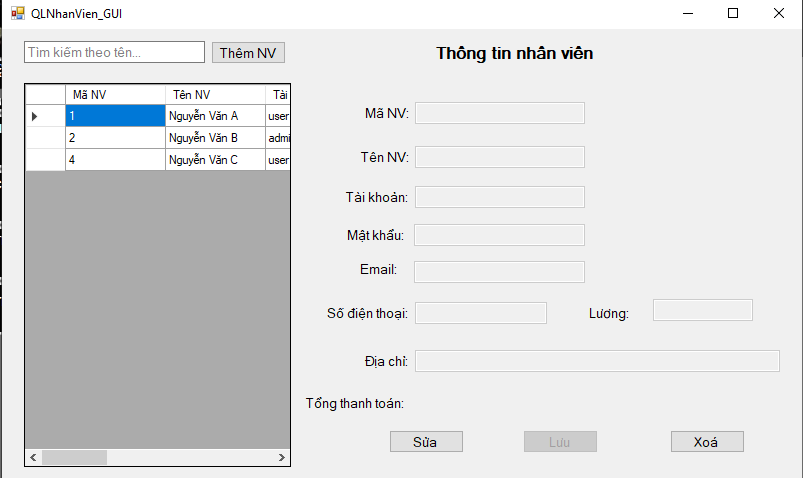 QLNhanVien_GUI
Tìm kiếm theo tên...
Thêm NV
Thông tin nhân viên
Mã NV Tên NV Tài
1 Nguyễn Văn A user
2 Nguyễn Văn B admi
4 Nguyễn Văn C user
Mã NV:
Tên NV:
Tài khoản:
Mật khẩu:
Email:
Số điện thoại:
Lương:
Địa chỉ:
Tổng thanh toán:
Sửa
Lưu
Xoá